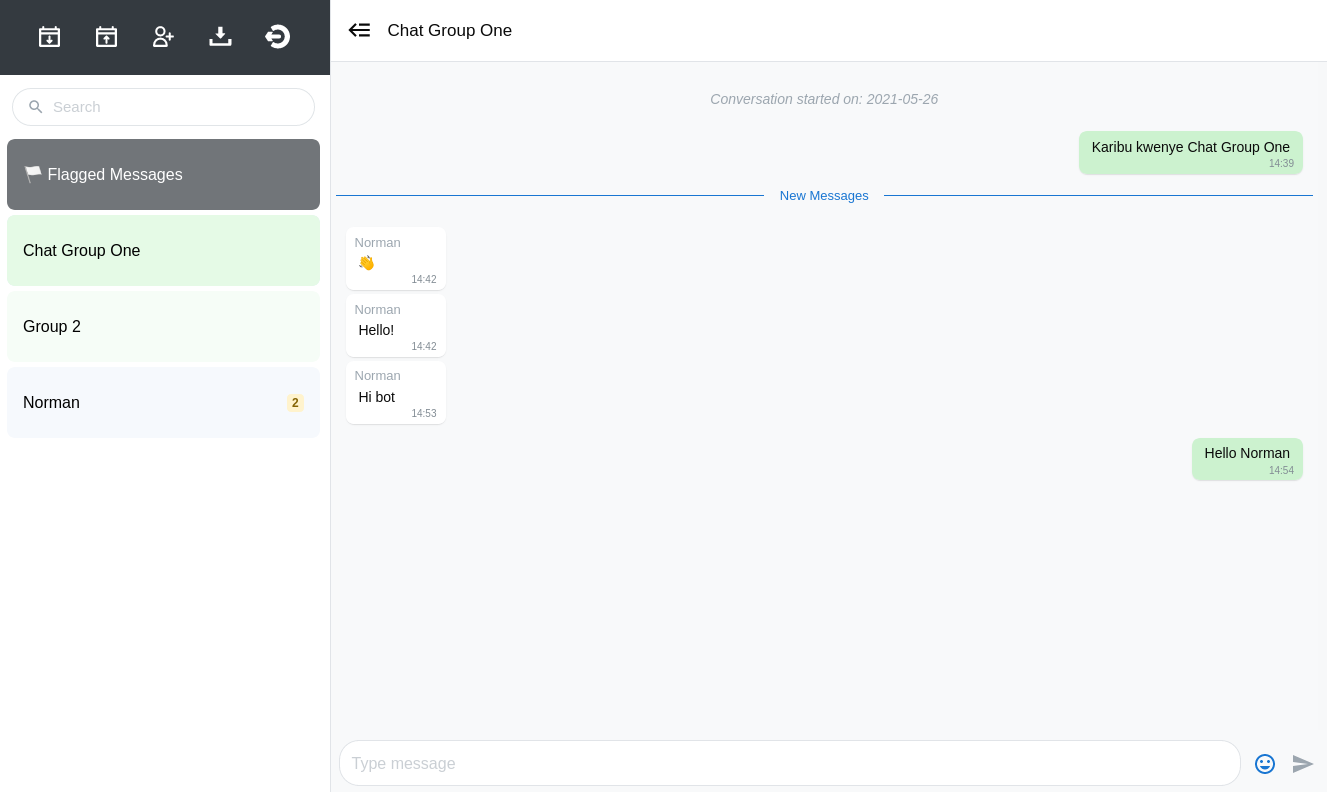 Search
🏳️ Flagged Messages
Chat Group One
Group 2
Norman 2
Chat Group One
Conversation started on: 2021-05-26
Karibu kwenye Chat Group One
14:39
New Messages
Norman
👋
14:42
Norman
Hello!
14:42
Norman
Hi bot
14:53
Hello Norman
14:54
Type message